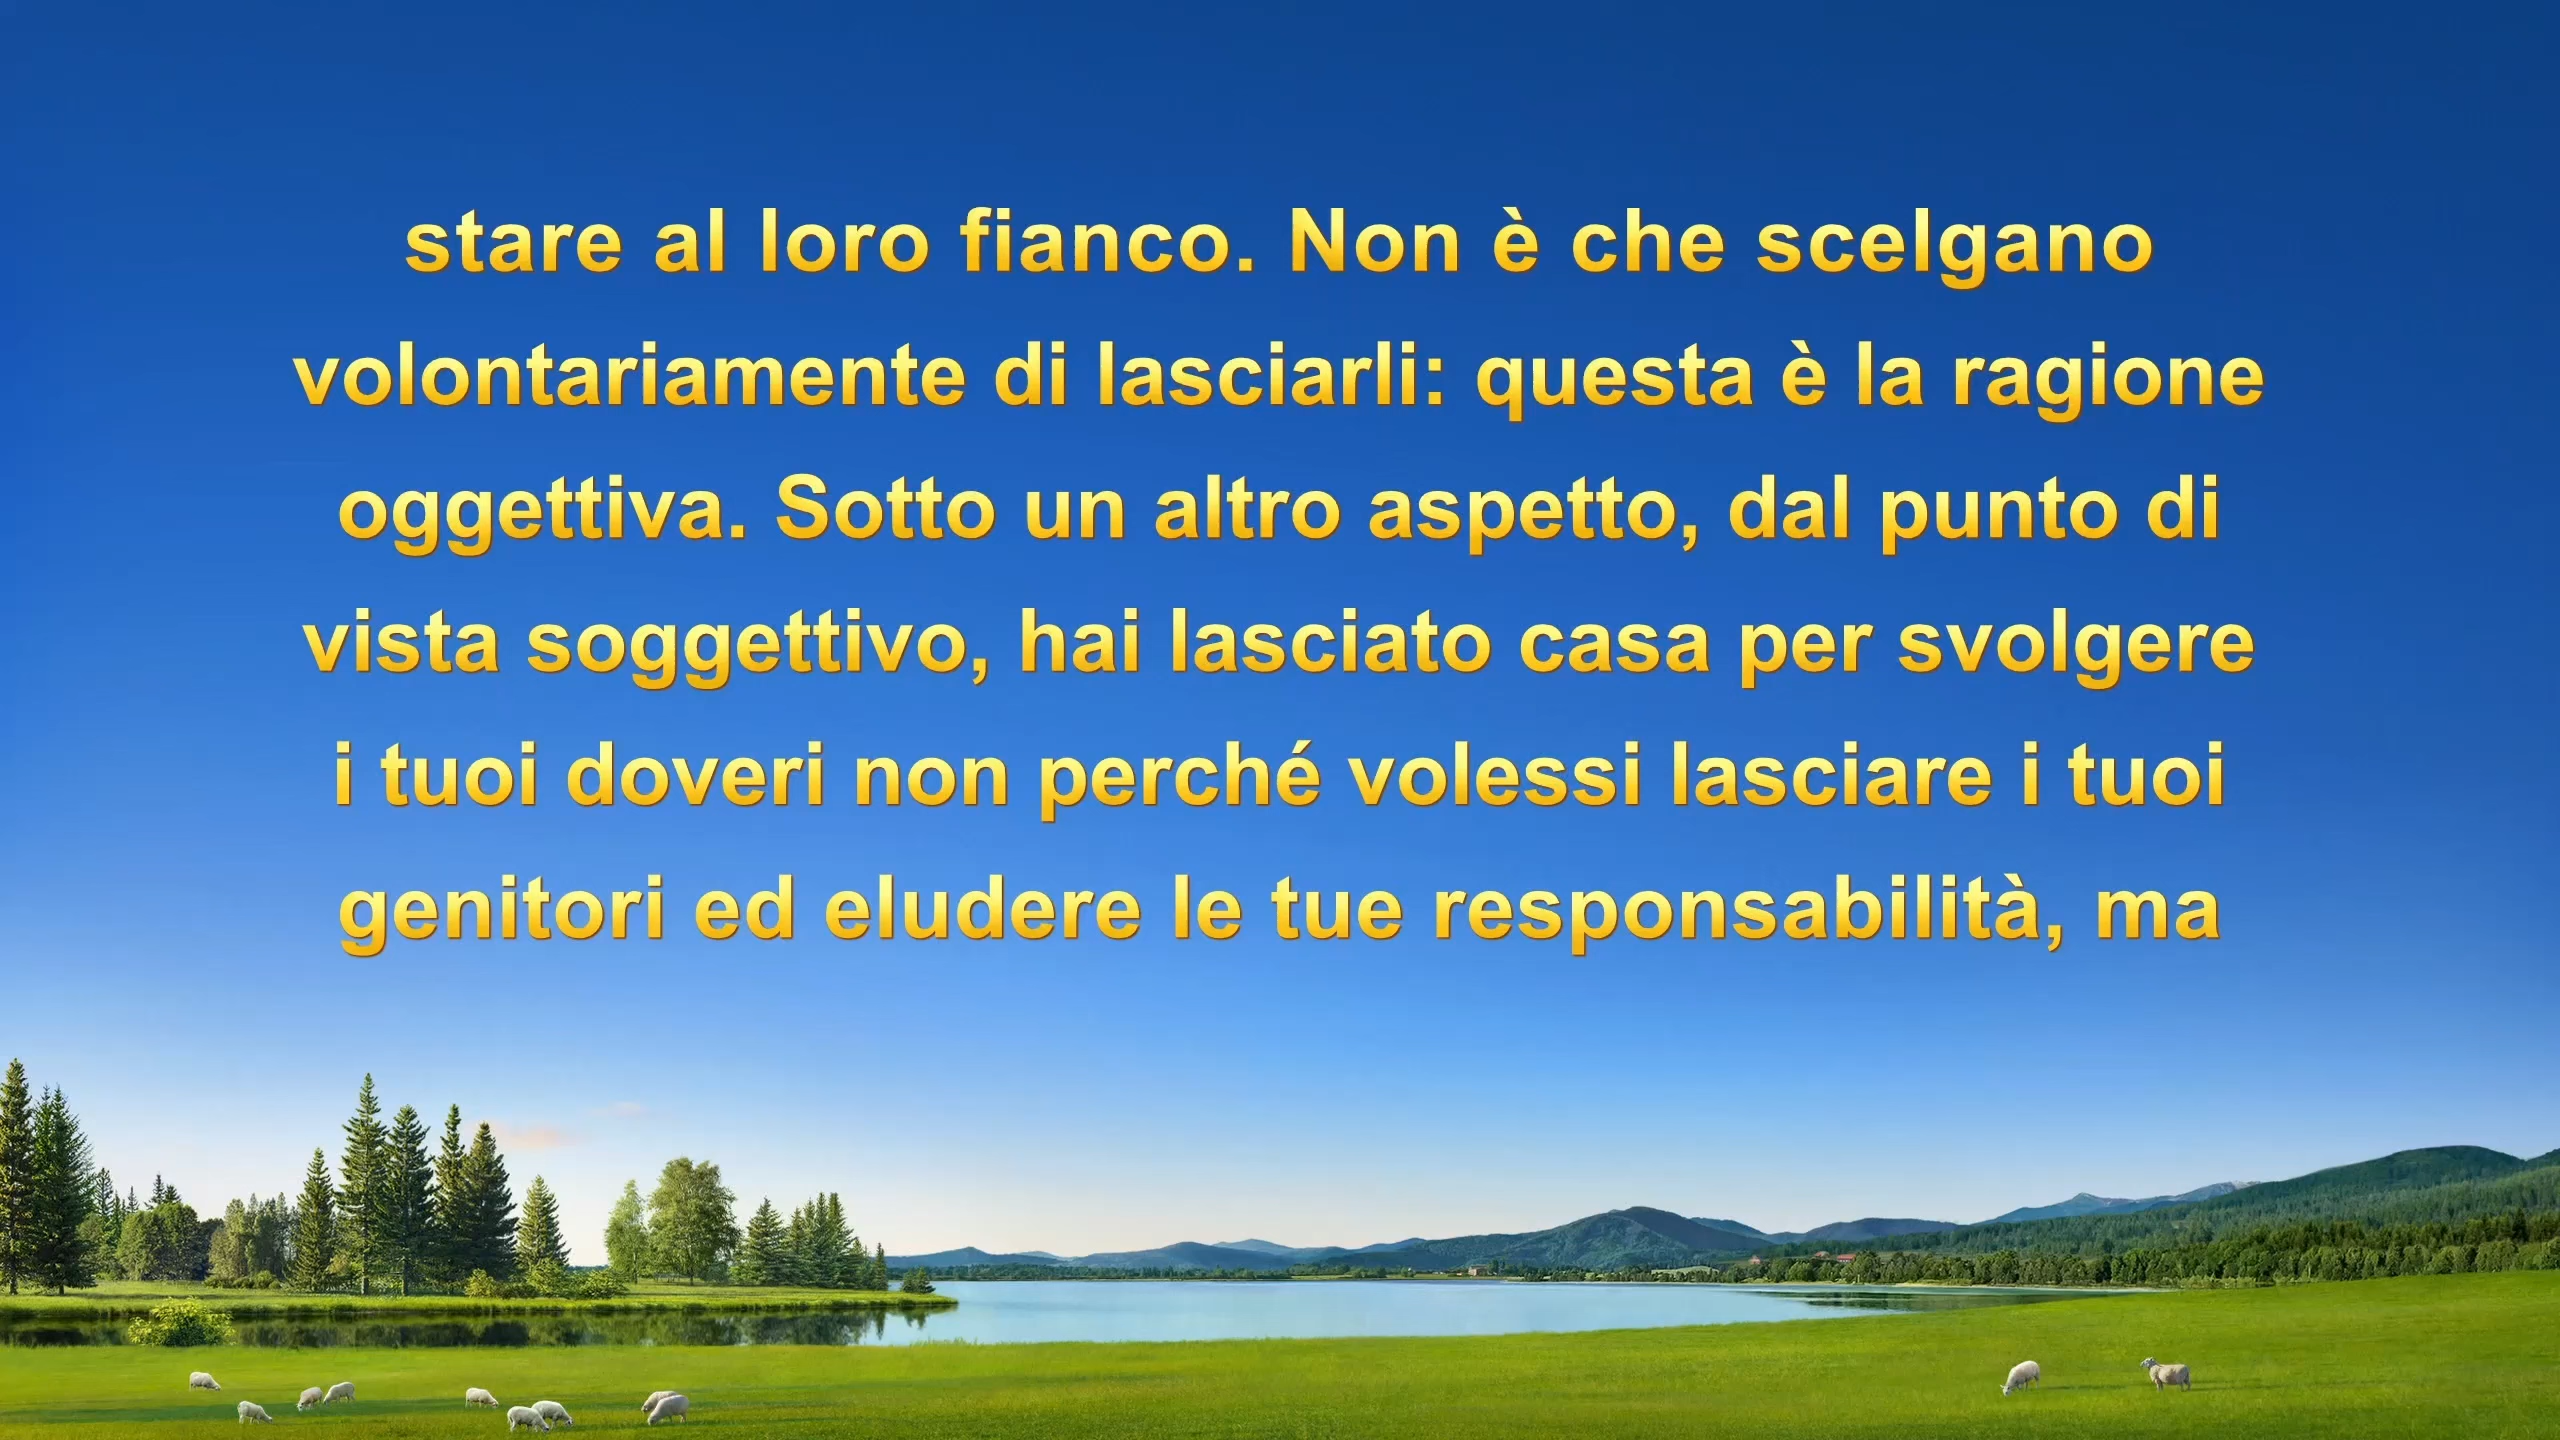 stare al loro fianco. Non è che scelgano
volontariamente di lasciarli: questa è la ragione
oggettiva. Sotto un altro aspetto, dal punto di
vista soggettivo, hai lasciato casa per svolgere
i tuoi doveri non perché volessi lasciare i tuoi
genitori ed eludere le tue responsabilità, ma